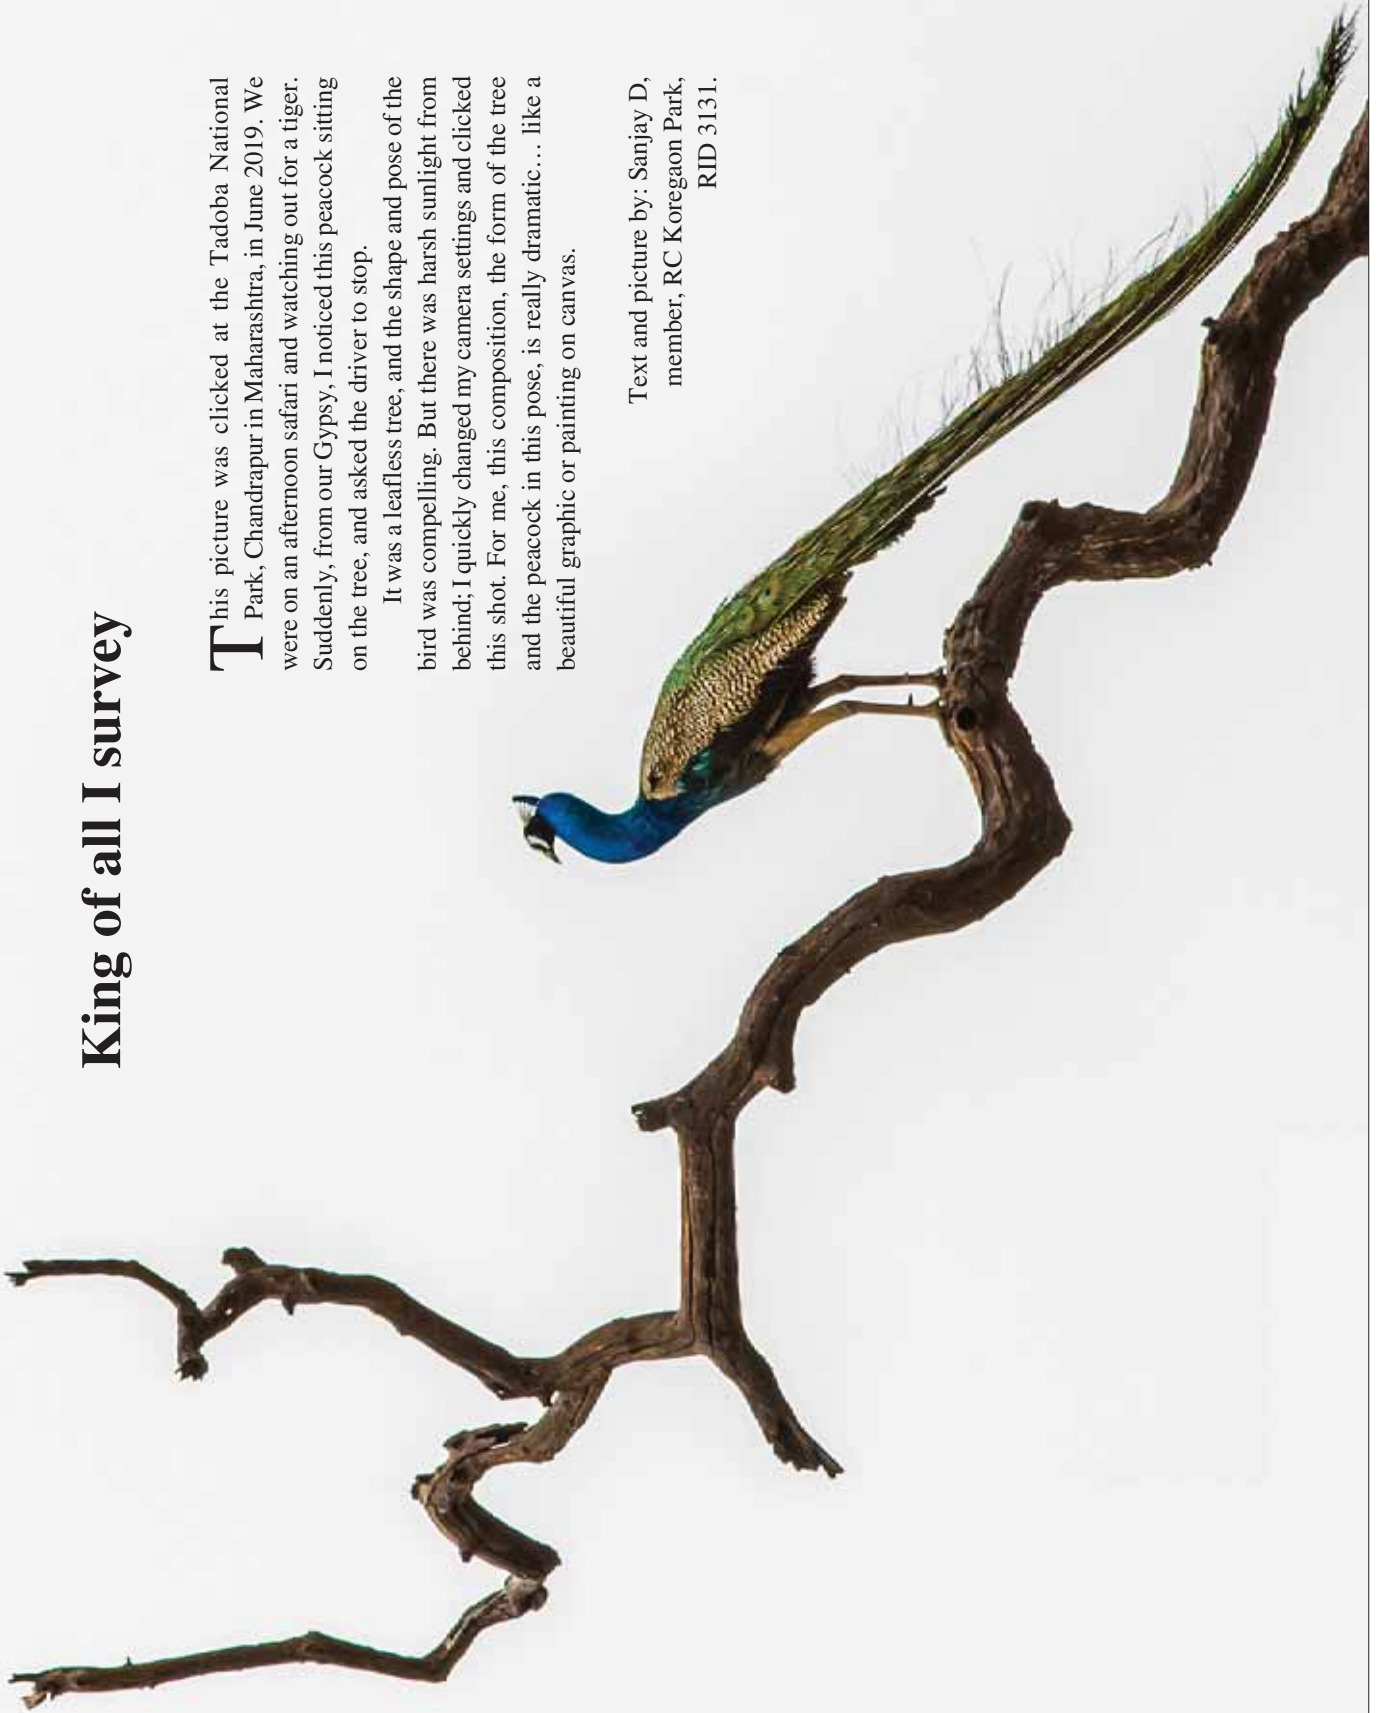 King of all I survey
This picture was clicked at the Tadoba National
Park, Chandrapur in Maharashtra, in June 2019. We
were on an afternoon safari and watching out for a tiger.
Suddenly, from our Gypsy, I noticed this peacock sitting
on the tree, and asked the driver to stop.
It was a leafless tree, and the shape and pose of the
bird was compelling. But there was harsh sunlight from
behind; I quickly changed my camera settings and clicked
this shot. For me, this composition, the form of the tree
and the peacock in this pose, is really dramatic… like a
beautiful graphic or painting on canvas.
Text and picture by: Sanjay D,
member, RC Koregaon Park,
RID 3131.